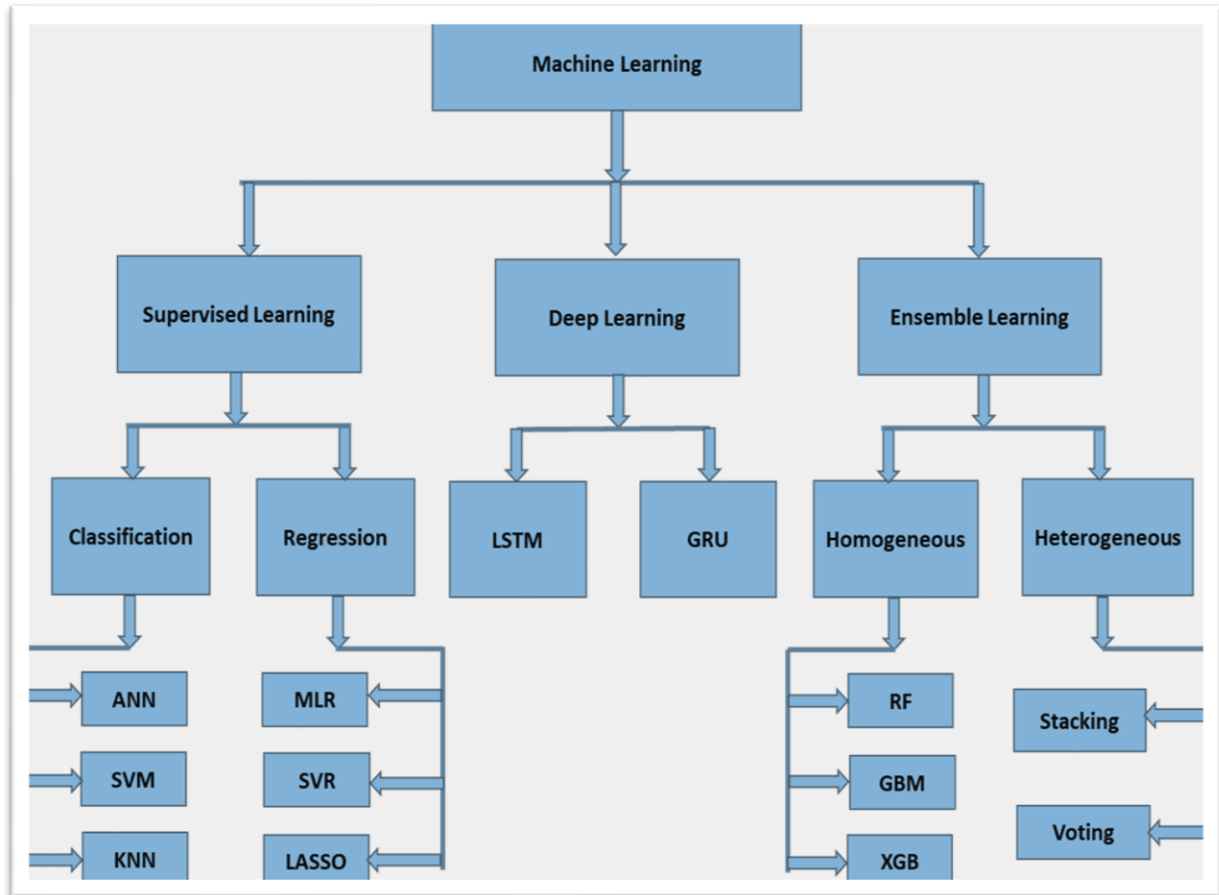 Machine Learning
Supervised Learning
Deep Learning
Ensemble Learning
Classification
Regression
LSTM
GRU
Homogeneous
Heterogeneous
ANN
MLR
RF
Stacking
SVM
SVR
GBM
Voting
KNN
LASSO
XGB